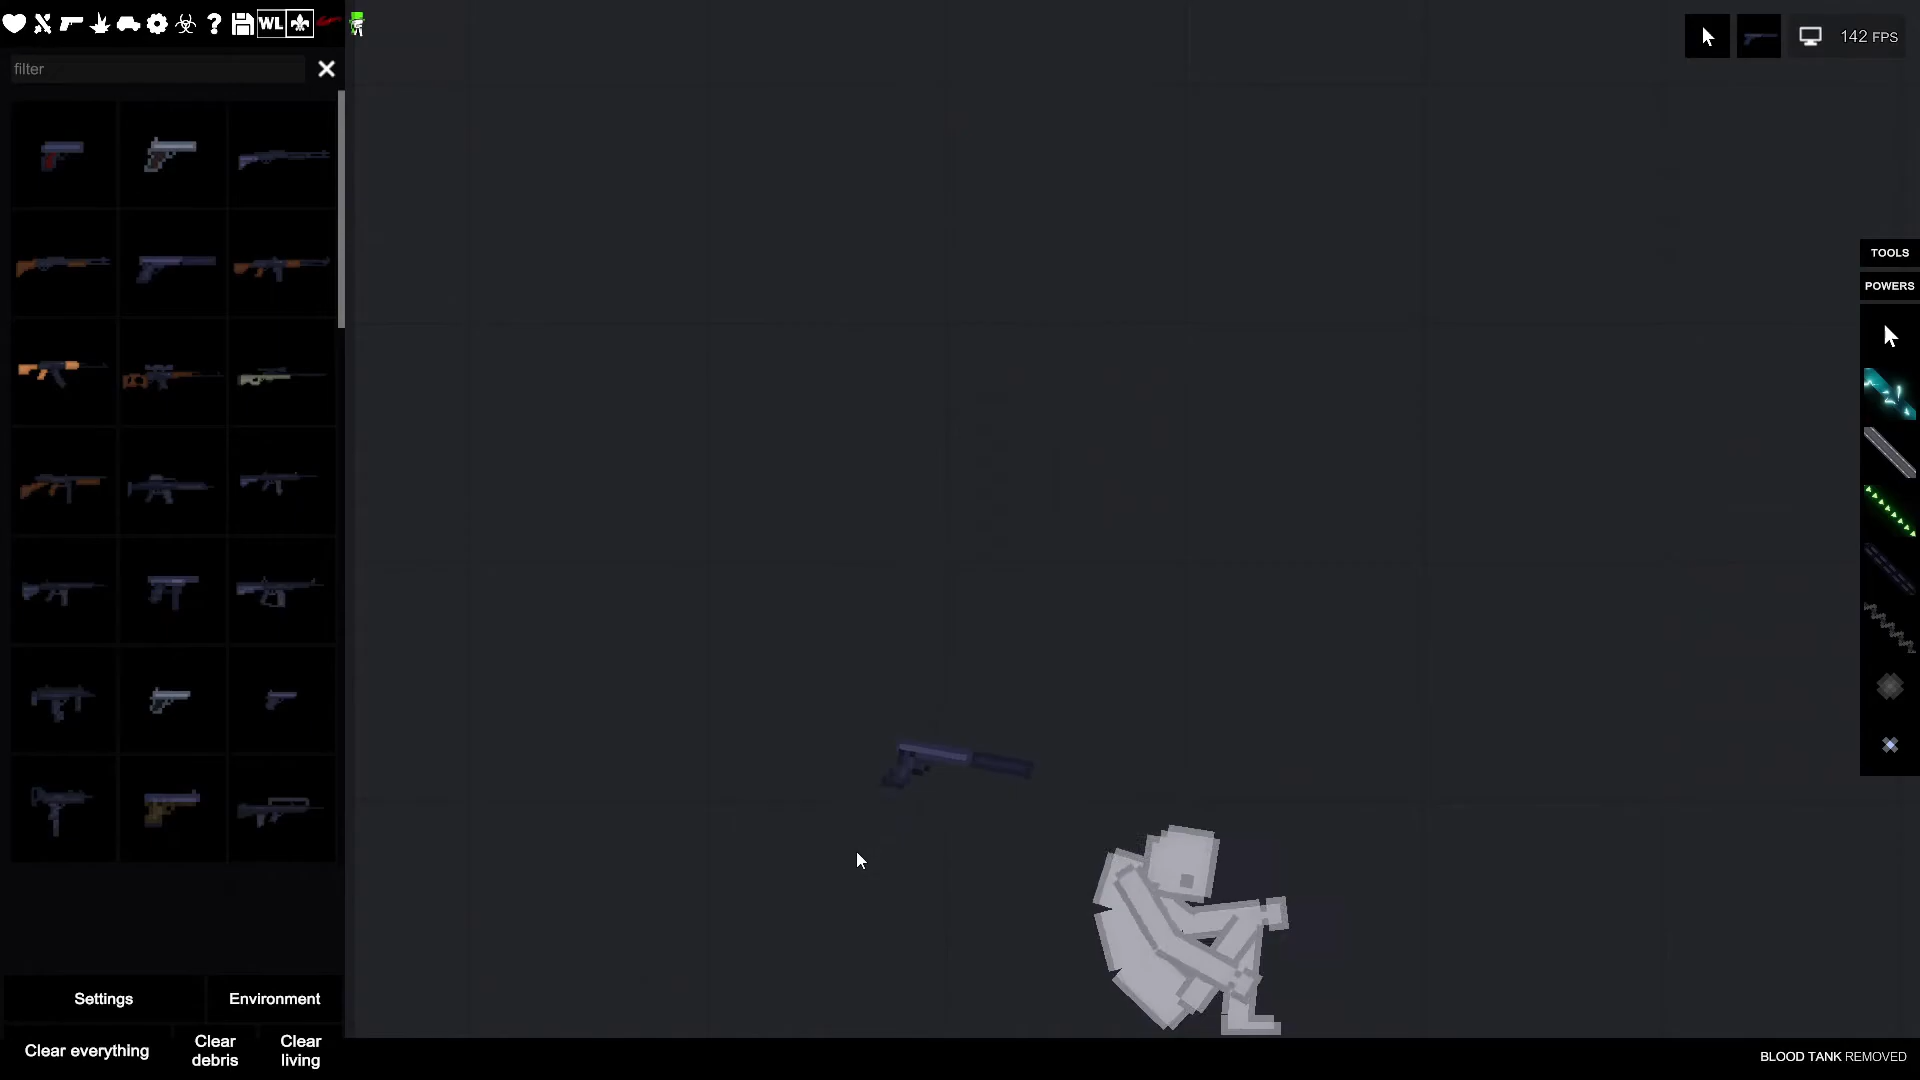 WL
filter
142 FPS
TOOLS
POWERS
Settings
Environment
Clear everything
Clear
debris
Clear
living
BLOOD TANK REMOVED